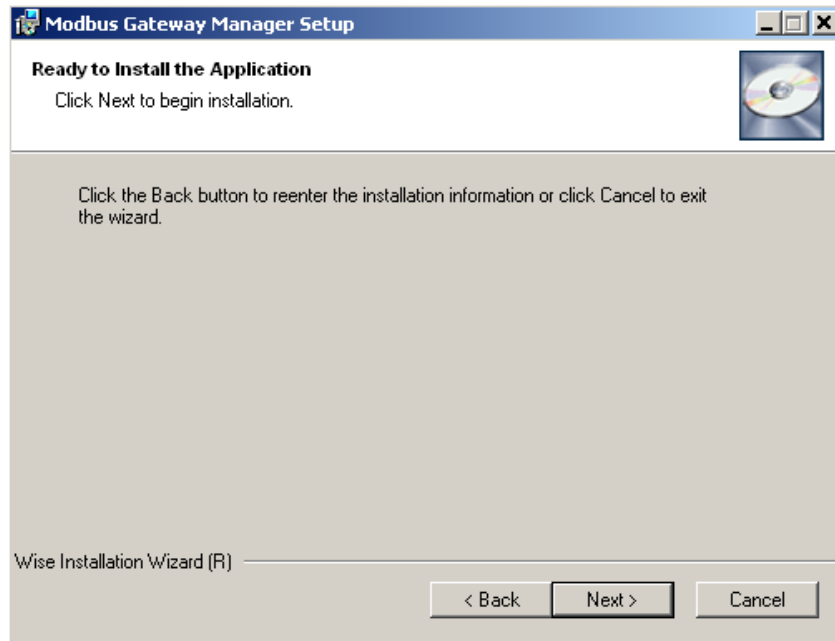 Modbus Gateway Manager Setup
Ready to Install the Application
Click Next to begin installation.
Click the Back button to reenter the installation information or click Cancel to exit
the wizard.
Wise Installation Wizard (R)
< Back Next > Cancel